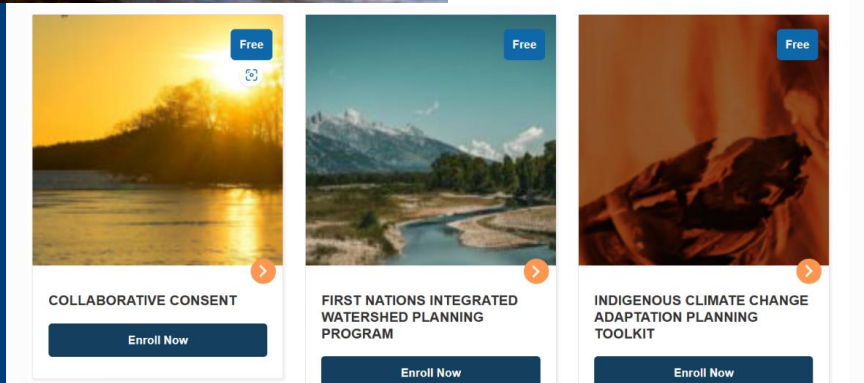 Free
Free
Free
COLLABORATIVE CONSENT
Enroll Now
FIRST NATIONS INTEGRATED
WATERSHED PLANNING
PROGRAM
Enroll Now
INDIGENOUS CLIMATE CHANGE
ADAPTATION PLANNING
TOOLKIT
Enroll Now